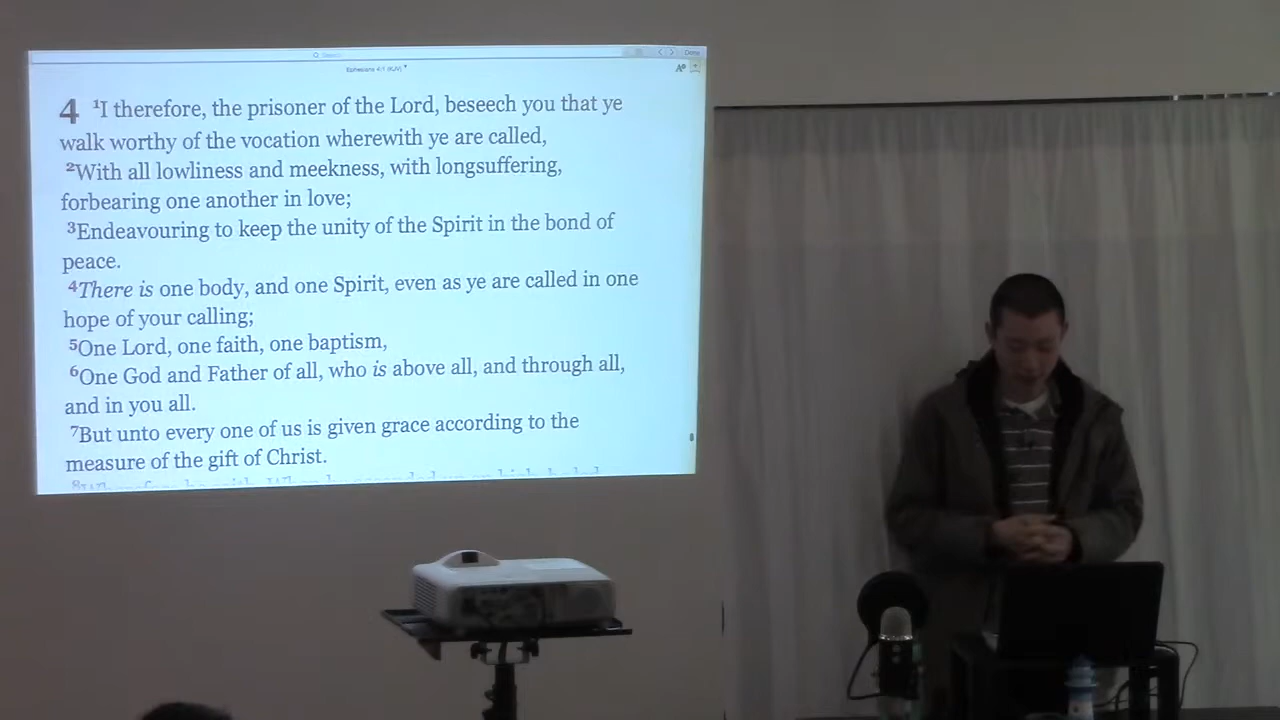 Search
Done
Ephesians 4:1 (KJV)
4 1I therefore, the prisoner of the Lord, beseech you that ye
walk worthy of the vocation wherewith ye are called,
2With all lowliness and meekness, with longsuffering,
forbearing one another in love;
3Endeavouring to keep the unity of the Spirit in the bond of
peace.
4There is one body, and one Spirit, even as ye are called in one
hope of your calling;
5One Lord, one faith, one baptism,
6One God and Father of all, who is above all, and through all,
and in you all.
7But unto every one of us is given grace according to the
measure of the gift of Christ.